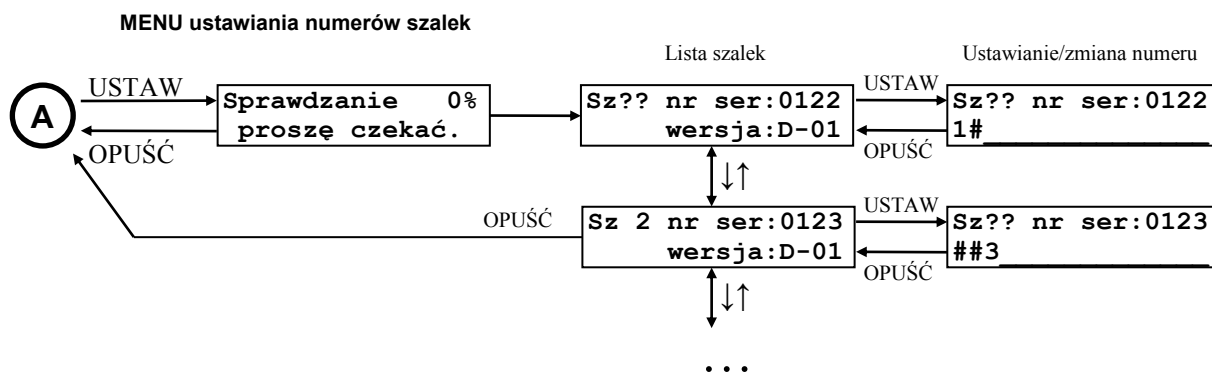 MENU ustawiania numerów szalek
Lista szalek
Ustawianie/zmiana numeru
A
USTAW
OPUŚĆ
Sprawdzanie 0%
proszę czekać.
Sz?? nr ser:0122
wersja:D-01
USTAW
OPUŚĆ
Sz?? nr ser:0122
1#_______________
↓↑
OPUŚĆ
Sz 2 nr ser:0123
wersja:D-01
USTAW
OPUŚĆ
Sz?? nr ser:0123
##3______________
↓↑
...